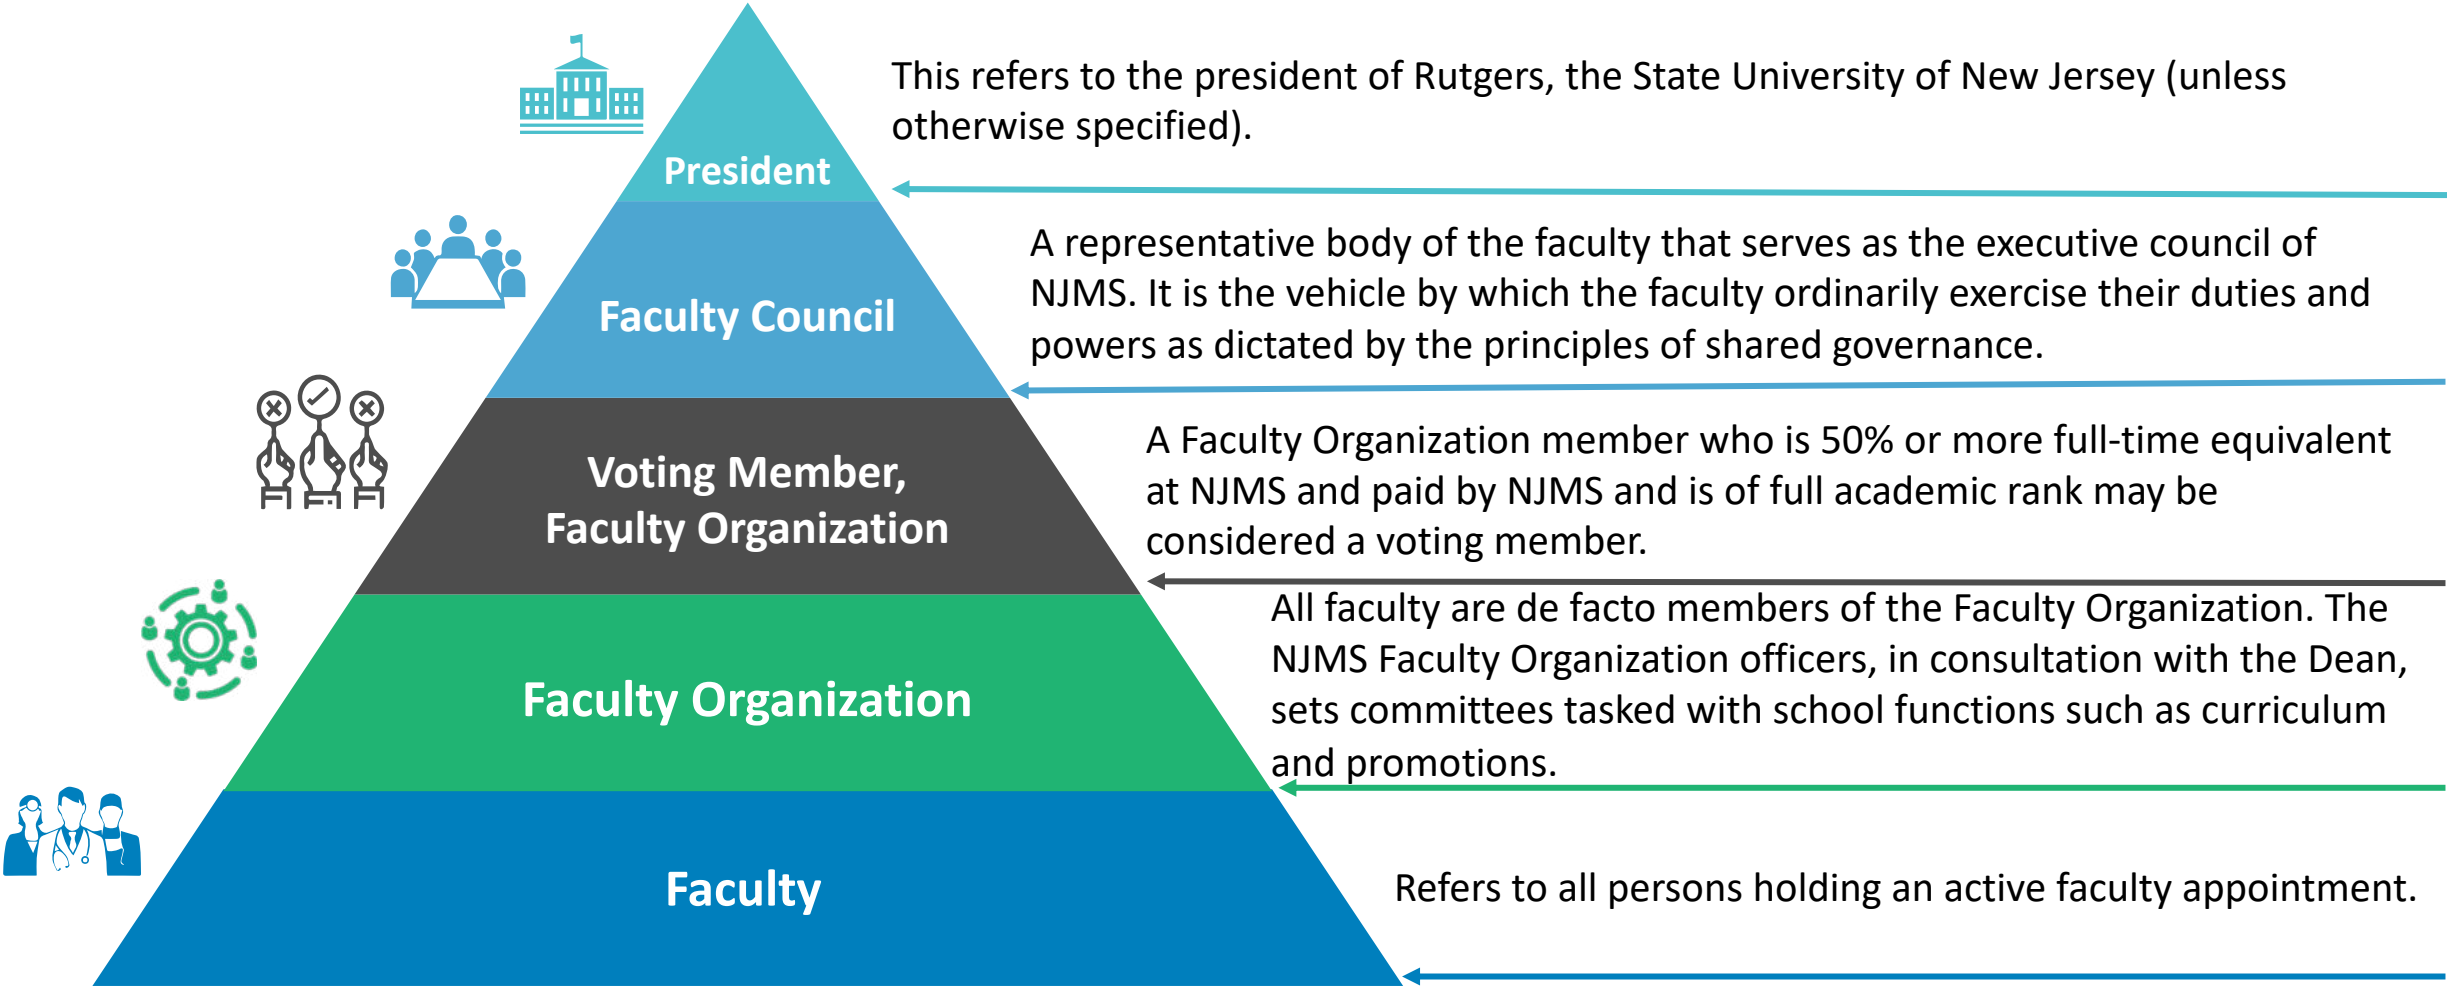 This refers to the president of Rutgers, the State University of New Jersey (unless
otherwise specified).
President
A representative body of the faculty that serves as the executive council of
NJMS. It is the vehicle by which the faculty ordinarily exercise their duties and
powers as dictated by the principles of shared governance.
Faculty Council
A Faculty Organization member who is 50% or more full-time equivalent
at NJMS and paid by NJMS and is of full academic rank may be
considered a voting member.
Voting Member,
Faculty Organization
All faculty are de facto members of the Faculty Organization. The
NJMS Faculty Organization officers, in consultation with the Dean,
sets committees tasked with school functions such as curriculum
and promotions.
Faculty Organization
Refers to all persons holding an active faculty appointment.
Faculty